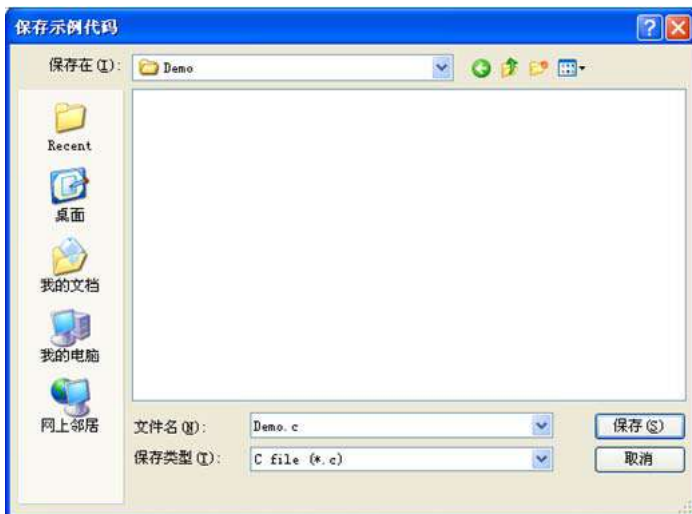 保存示例代码
保存在(I):
Demo
Recent
桌面
我的文档
我的电脑
网上邻居
文件名(N):
Demo.c
保存(S)
保存类型(T):
C file (*.c)
取消